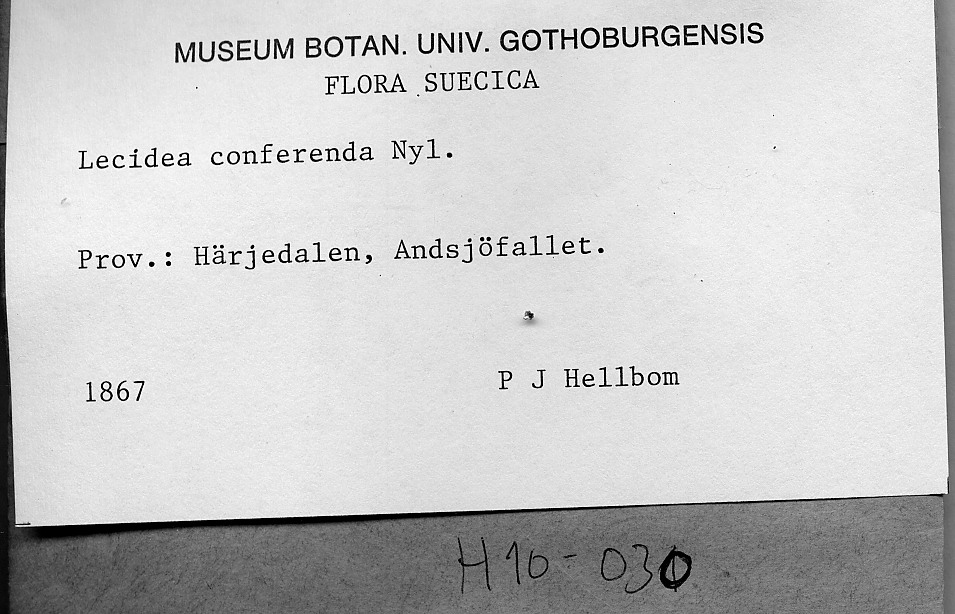 MUSEUM BOTAN. UNIV. GOTHOBURGENSIS
FLORA SUECICA
Lecidea conferenda Nyl.
Prov.: Härjedalen, Andsjöfallet.
1867 P J Hellbom
H10-030